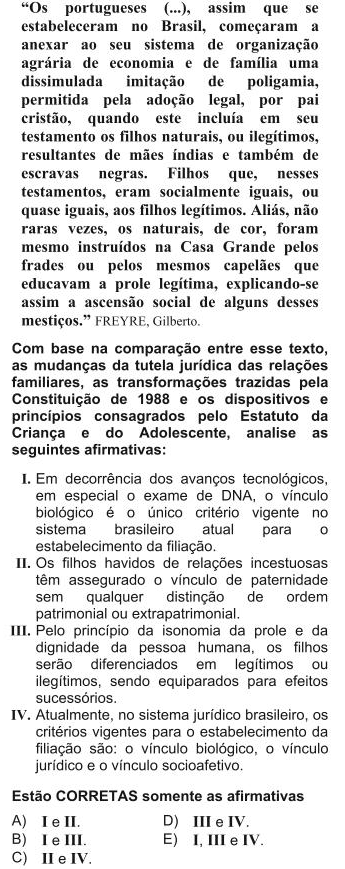 “Os portugueses (...), assim que se
estabeleceram no Brasil, começaram a
anexar ao seu sistema de organização
agrária de economia e de família uma
dissimulada imitação de poligamia,
permitida pela adoção legal, por pai
cristão, quando este incluía em seu
testamento os filhos naturais, ou ilegítimos,
resultantes de mães índias e também de
escravas negras. Filhos que, nesses
testamentos, eram socialmente iguais, ou
quase iguais, aos filhos legítimos. Aliás, não
raras vezes, os naturais, de cor, foram
mesmo instruídos na Casa Grande pelos
frades ou pelos mesmos capelães que
educavam a prole legítima, explicando-se
assim a ascensão social de alguns desses
mestiços.” FREYRE, Gilberto.
Com base na comparação entre esse texto,
as mudanças da tutela jurídica das relações
familiares, as transformações trazidas pela
Constituição de 1988 e os dispositivos e
princípios consagrados pelo Estatuto da
Criança e do Adolescente, analise as
seguintes afirmativas:
I. Em decorrência dos avanços tecnológicos,
em especial o exame de DNA, o vínculo
biológico é o único critério vigente no
sistema brasileiro atual para o
estabelecimento da filiação.
II. Os filhos havidos de relações incestuosas
têm assegurado o vínculo de paternidade
sem qualquer distinção de ordem
patrimonial ou extrapatrimonial.
III. Pelo princípio da isonomia da prole e da
dignidade da pessoa humana, os filhos
serão diferenciados em legítimos ou
ilegítimos, sendo equiparados para efeitos
sucessórios.
IV. Atualmente, no sistema jurídico brasileiro, os
critérios vigentes para o estabelecimento da
filiação são: o vínculo biológico, o vínculo
jurídico e o vínculo socioafetivo.
Estão CORRETAS somente as afirmativas
A) I e II.
B) I e III.
C) II e IV.
D) III e IV.
E) I, III e IV.